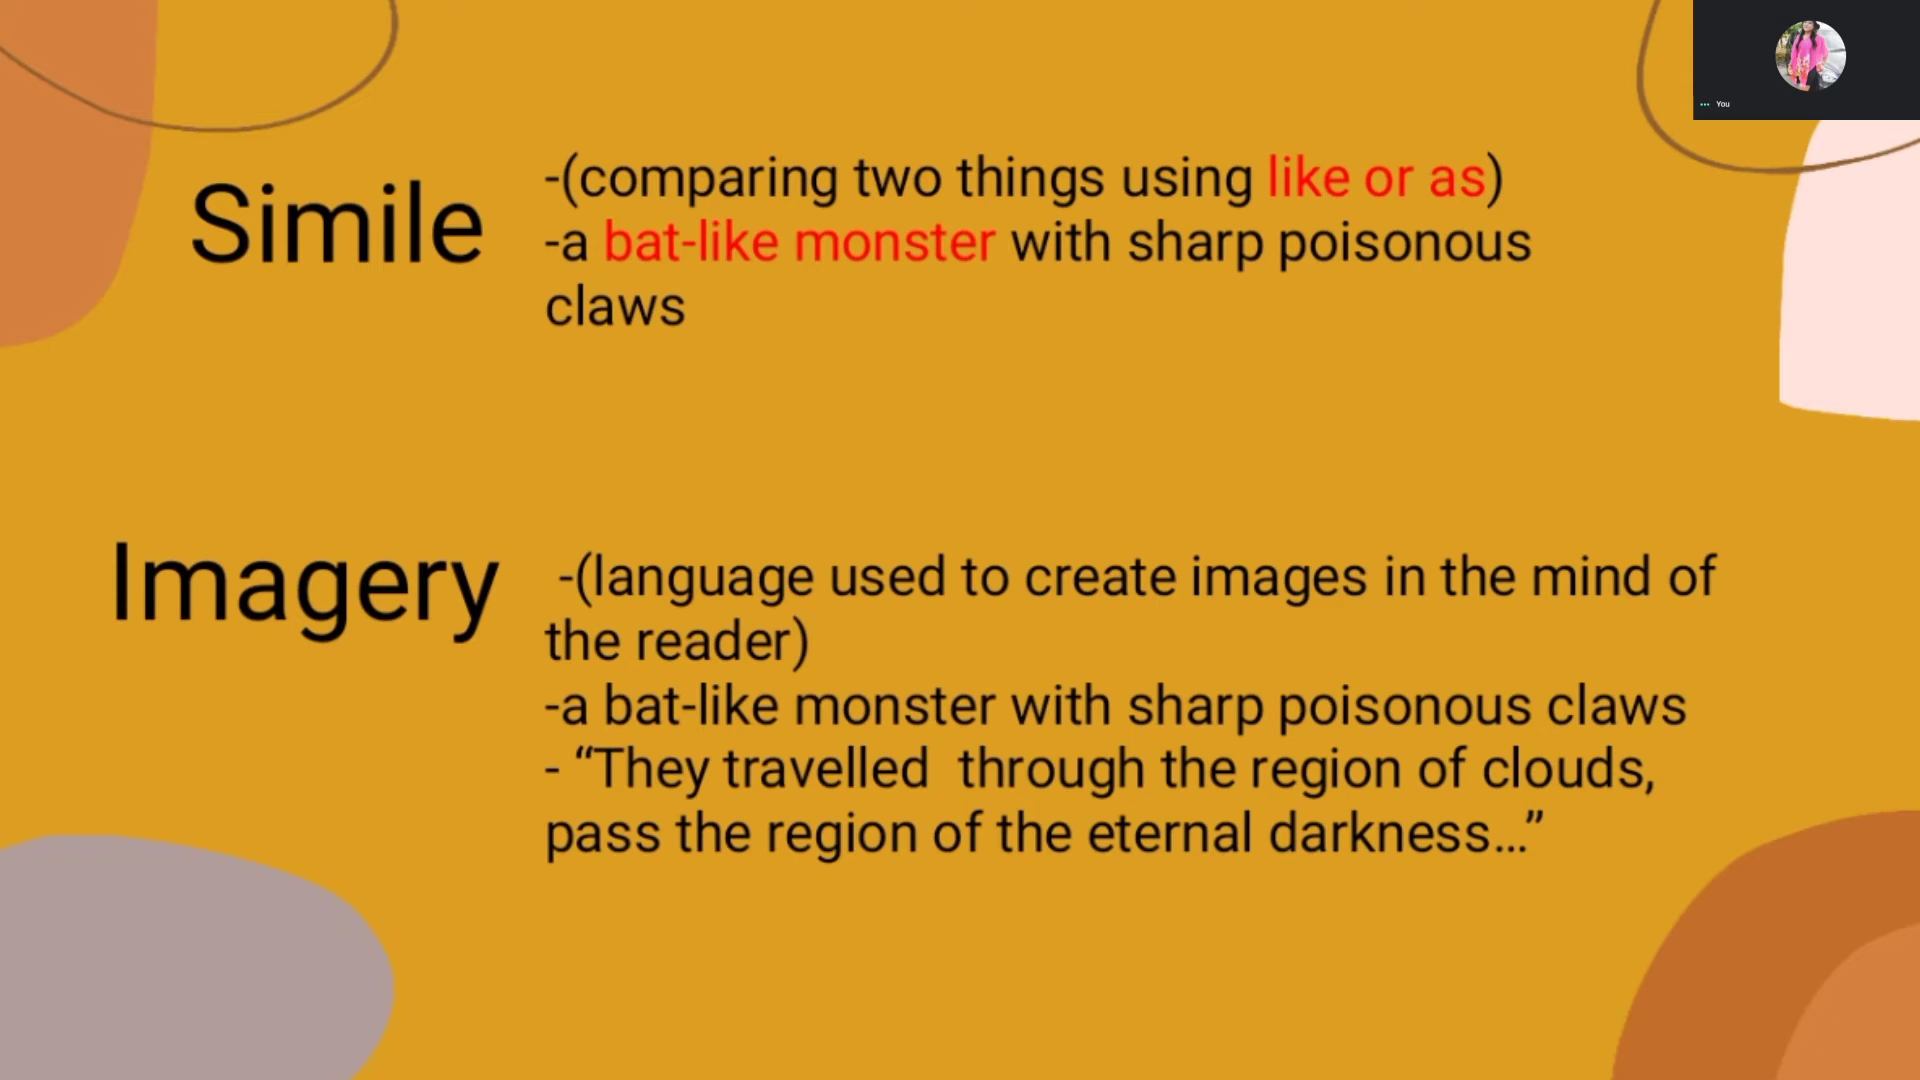 You
Simile
-(comparing two things using like or as)
-a bat-like monster with sharp poisonous
claws
Imagery
-(language used to create images in the mind of
the reader)
-a bat-like monster with sharp poisonous claws
- “They travelled  through the region of clouds,
pass the region of the eternal darkness…”